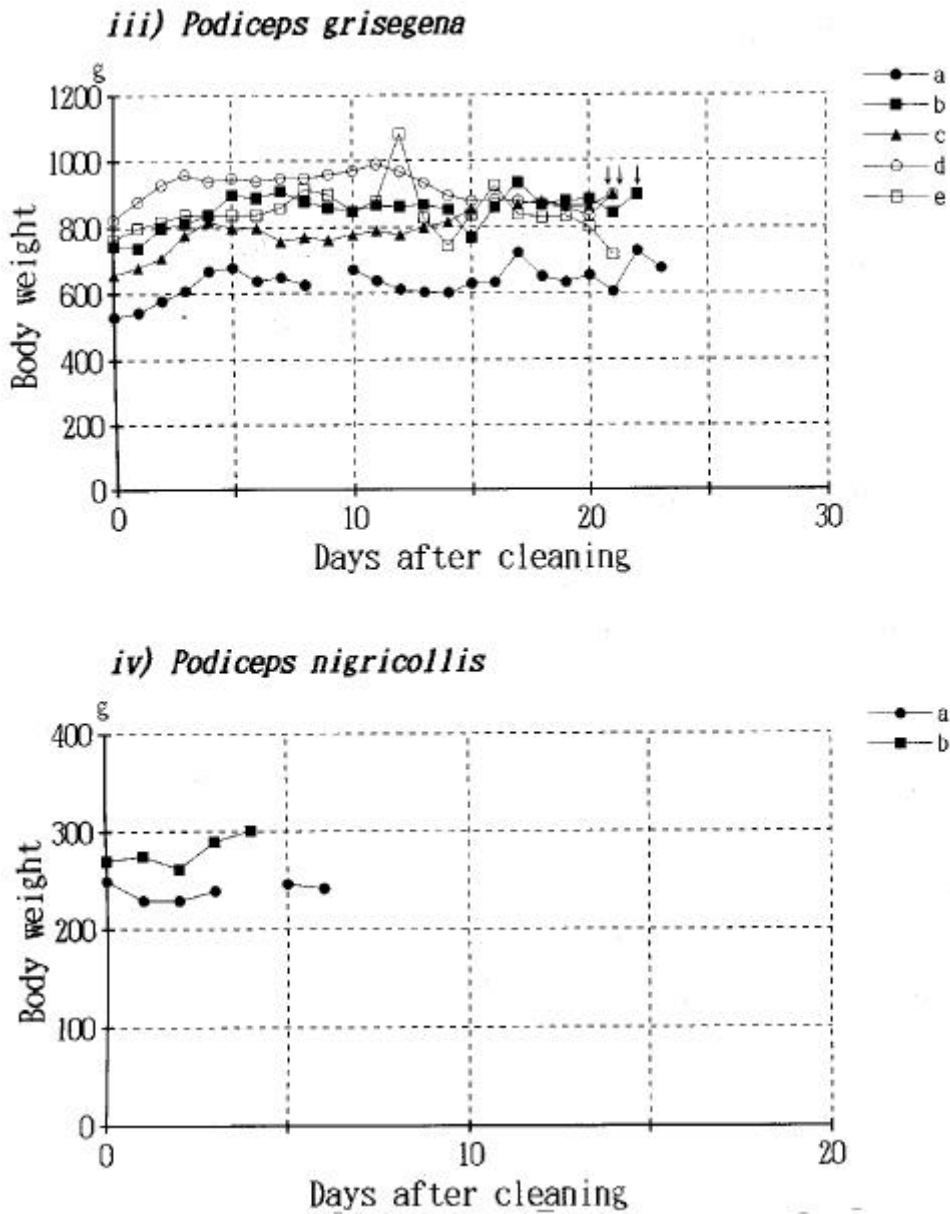 iii) Podiceps grisegena
g
1200
1000
800
600
400
200
0
0 10 20 30
Body weight
Days after cleaning
a
b
c
d
e
iv) Podiceps nigricollis
g
400
300
200
100
0
0 10 20
Body weight
Days after cleaning
a
b